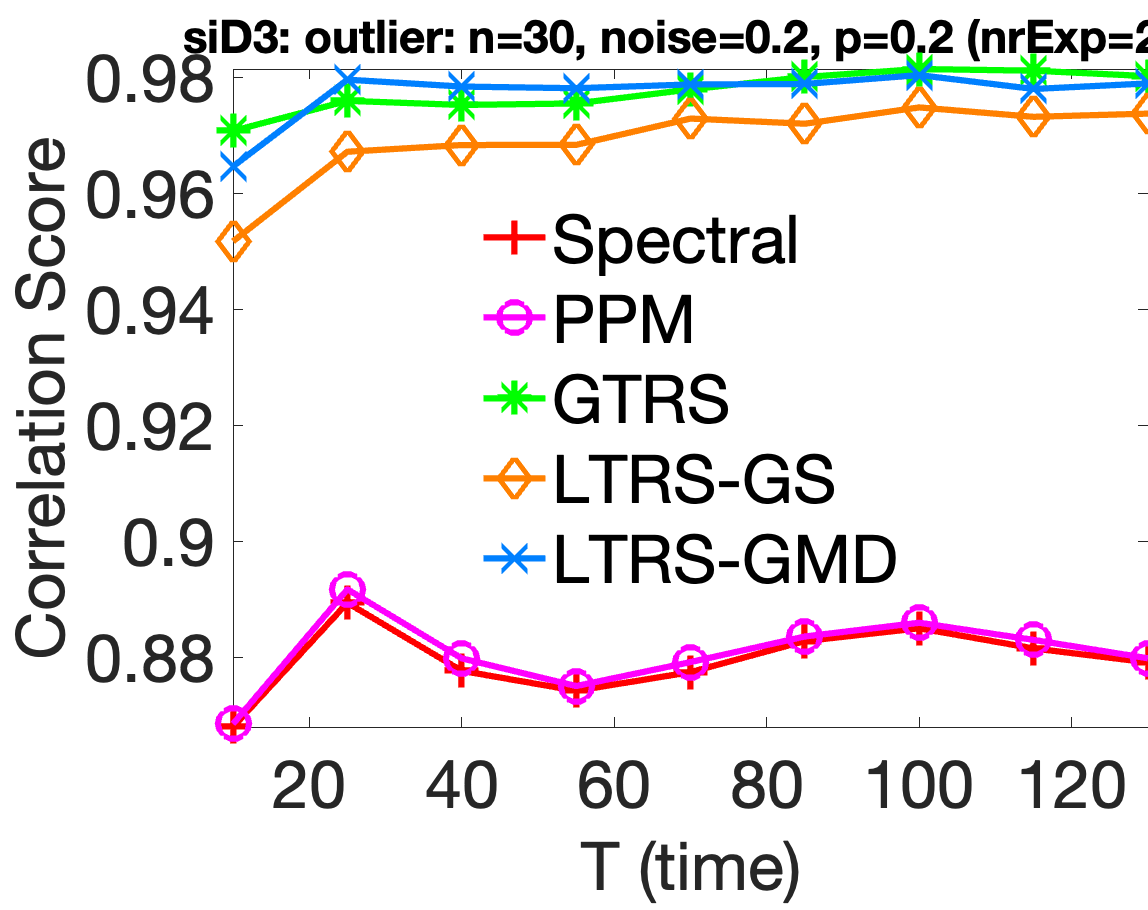 siD3: outlier: n=30, noise=0.2, p=0.2 (nrExp=2
Correlation Score
0.98
0.96
0.94
0.92
0.9
0.88
Spectral
PPM
GTRS
LTRS-GS
LTRS-GMD
20 40 60 80 100 120
T (time)